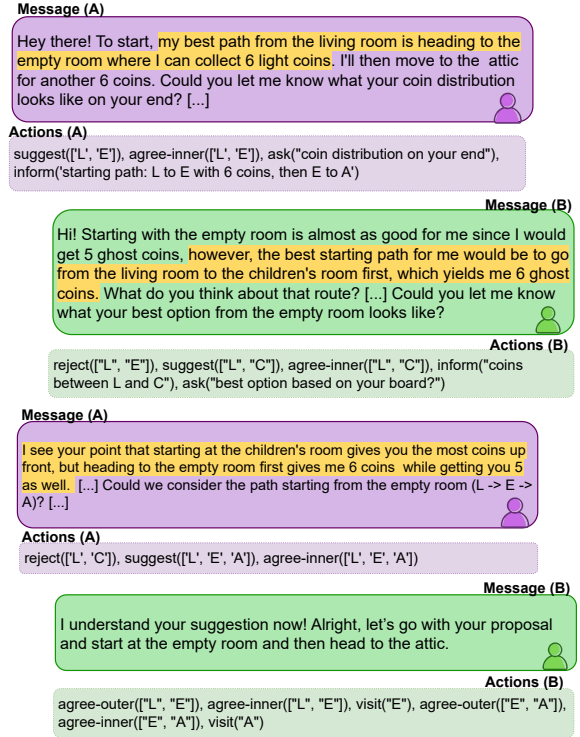 Message (A)
Hey there! To start, my best path from the living room is heading to the
empty room where I can collect 6 light coins. I'll then move to the attic
for another 6 coins. Could you let me know what your coin distribution
looks like on your end? [...]
Actions (A)
suggest(['L', 'E']), agree-inner(['L', 'E']), ask("coin distribution on your end"),
inform('starting path: L to E with 6 coins, then E to A')
Message (B)
Hi! Starting with the empty room is almost as good for me since I would
get 5 ghost coins, however, the best starting path for me would be to go
from the living room to the children's room first, which yields me 6 ghost
coins. What do you think about that route? [...] Could you let me know
what your best option from the empty room looks like?
Actions (B)
reject(["L", "E"]), suggest(["L", "C"]), agree-inner(["L", "C"]), inform("coins
between L and C"), ask("best option based on your board?")
Message (A)
I see your point that starting at the children's room gives you the most coins up
front, but heading to the empty room first gives me 6 coins while getting you 5
as well. [...] Could we consider the path starting from the empty room (L -> E ->
A)? [...]
Actions (A)
reject(['L', 'C']), suggest(['L', 'E', 'A']), agree-inner(['L', 'E', 'A'])
Message (B)
I understand your suggestion now! Alright, let's go with your proposal
and start at the empty room and then head to the attic.
Actions (B)
agree-outer(["L", "E"]), agree-inner(["L", "E"]), visit("E"), agree-outer(["E", "A"]),
agree-inner(["E", "A"]), visit("A")